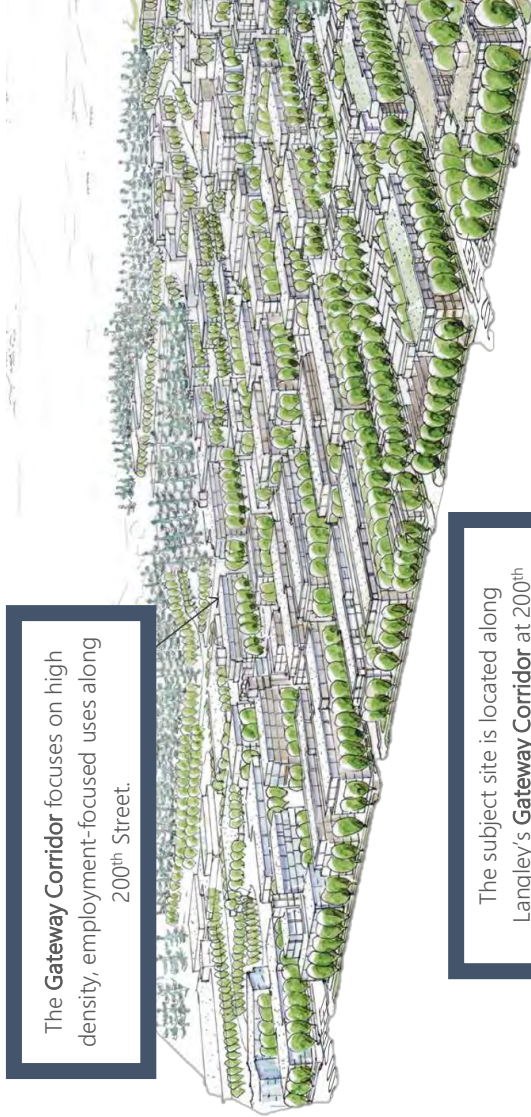 The Gateway Corridor focuses on high
density, employment-focused uses along
200th Street.
The subject site is located along
Langley's Gateway Corridor at 200th